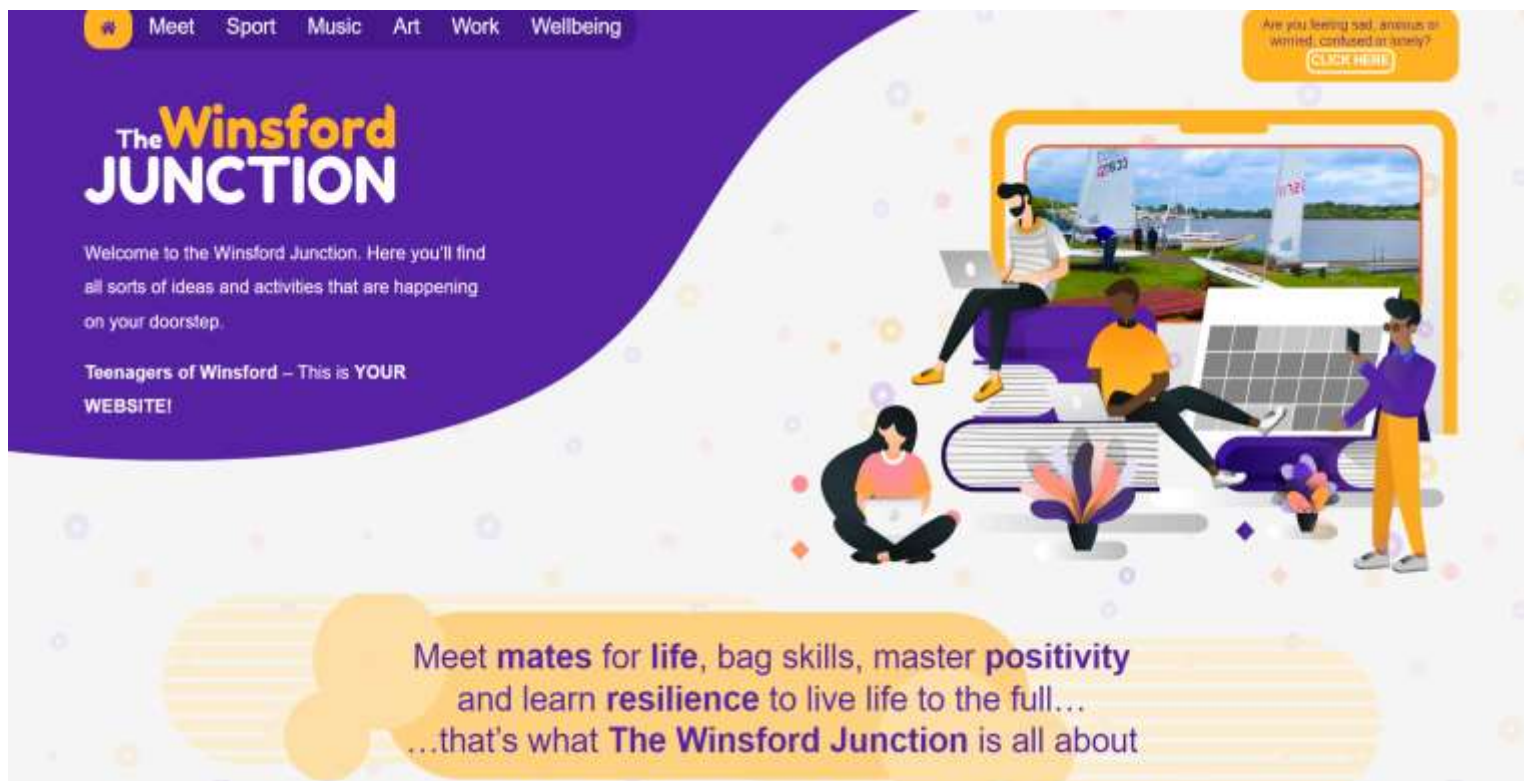 Meet Sport Music Art Work Wellbeing
Are you feeling sad, anxious or
worried, confused or lonely?
CLICK HERE
The Winsford
JUNCTION
Welcome to the Winsford Junction. Here you'll find
all sorts of ideas and activities that are happening
on your doorstep.
Teenagers of Winsford – This is YOUR
WEBSITE!
Meet mates for life, bag skills, master positivity
and learn resilience to live life to the full…
…that's what The Winsford Junction is all about